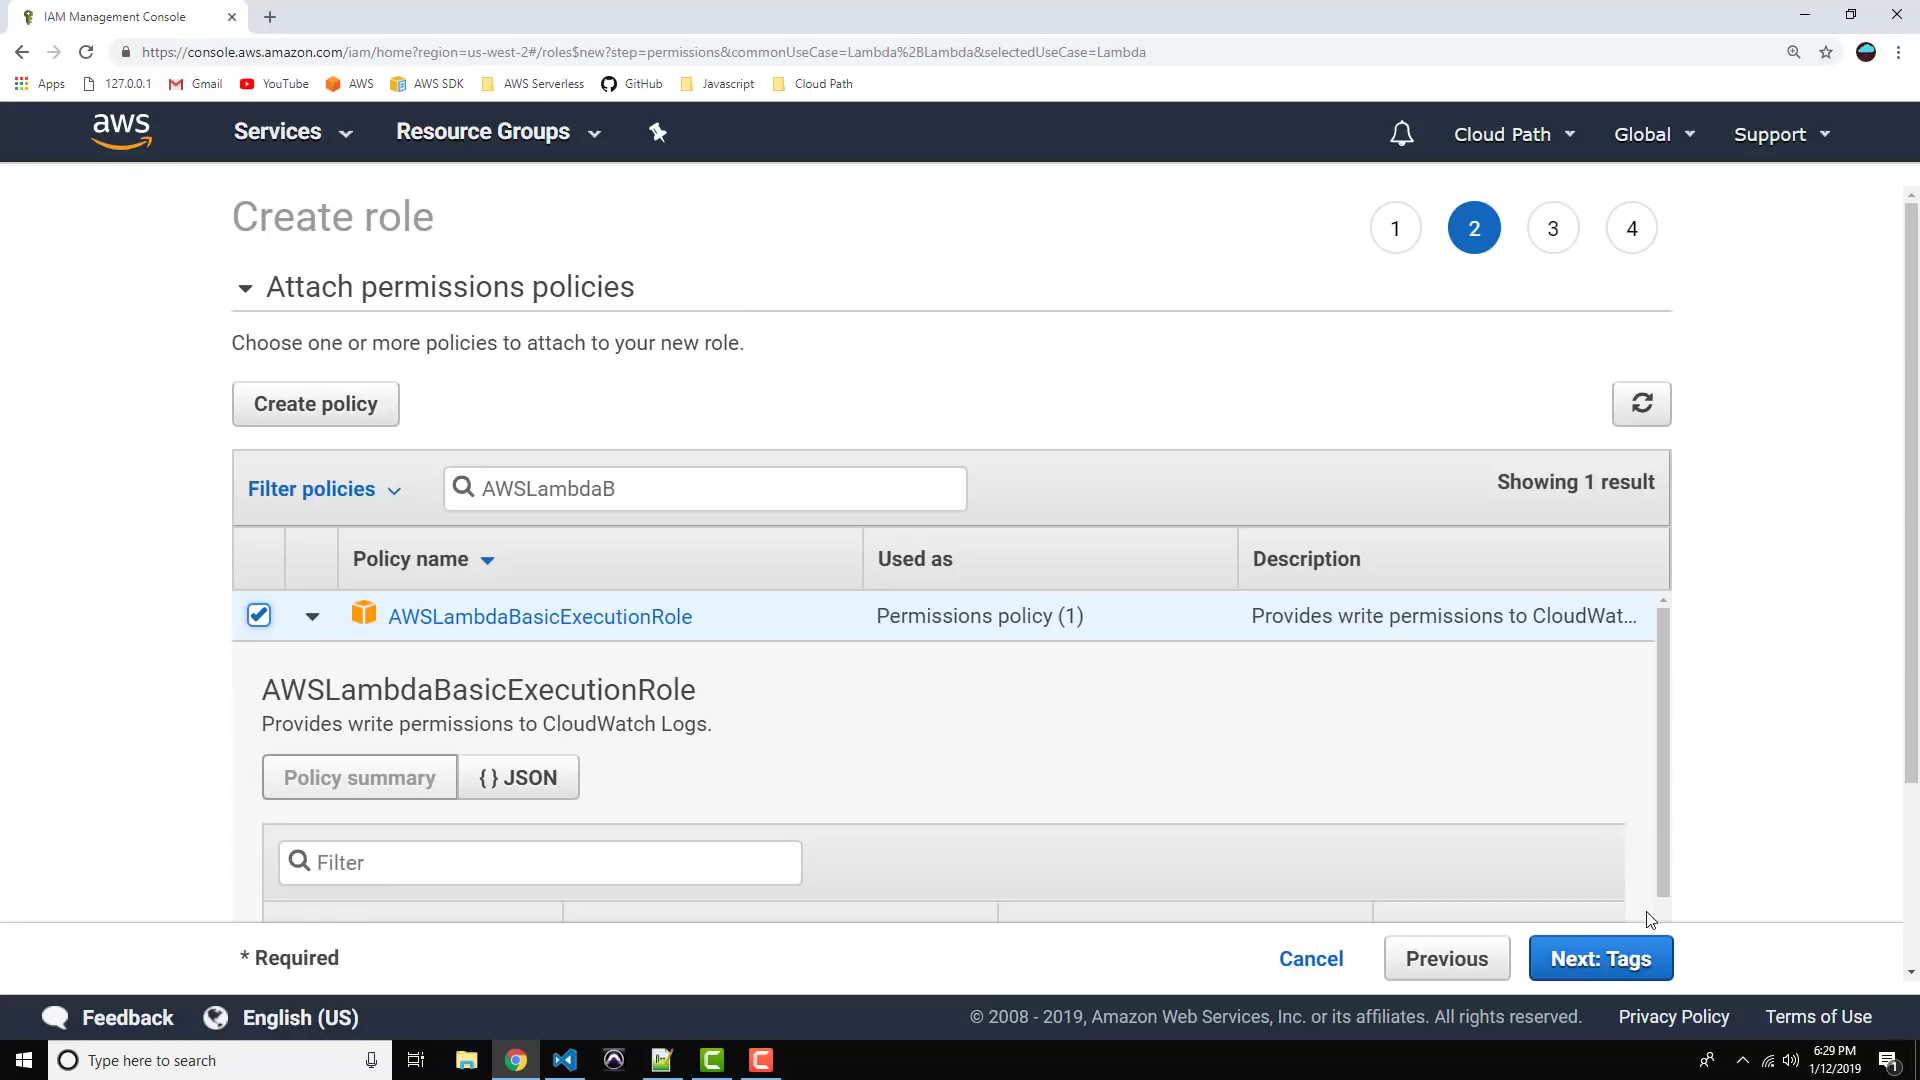 IAM Management Console
https://console.aws.amazon.com/iam/home?region=us-west-2#/roles$new?step=permissions&commonUseCase=Lambda%2BLambda&selectedUseCase=Lambda
Apps 127.0.0.1 Gmail YouTube AWS AWS SDK AWS Serverless GitHub Javascript Cloud Path
aws Services Resource Groups Cloud Path Global Support
Create role 1 2 3 4
Attach permissions policies
Choose one or more policies to attach to your new role.
Create policy
Filter policies AWSLambdaB Showing 1 result
Policy name Used as Description
AWSLambdaBasicExecutionRole Permissions policy (1) Provides write permissions to CloudWat...
AWSLambdaBasicExecutionRole
Provides write permissions to CloudWatch Logs.
Policy summary { } JSON
Filter
* Required Cancel Previous Next: Tags
Feedback English (US) © 2008 - 2019, Amazon Web Services, Inc. or its affiliates. All rights reserved. Privacy Policy Terms of Use
Type here to search 6:29 PM
1/12/2019 1